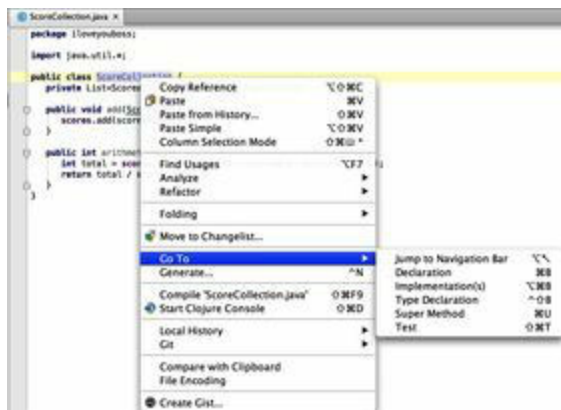 ScoreCollection.java ×
package iloveyouboss;
import java.util.*;
public class ScoreCollection {
private List<Scorea
public void add(Sco
scores.add(score
}
public int arithmet
int total = scor
return total /
}
}
Copy Reference ⌥⇧⌘C
Paste ⌘V
Paste from History... ⇧⌘V
Paste Simple ⌥⇧⌘V
Column Selection Mode
Find Usages ⌥F7
Analyze
Refactor
Folding
Move to Changelist...
Go To
Generate... ^N
Compile 'ScoreCollection.java' ⇧⌘F9
Start Clojure Console ⇧⌘D
Local History
Git
Compare with Clipboard
File Encoding
Create Gist...
Jump to Navigation Bar
Declaration ⌘B
Implementation(s) ⌥⌘B
Type Declaration ^⇧B
Super Method ⌘U
Test ⇧⌘T